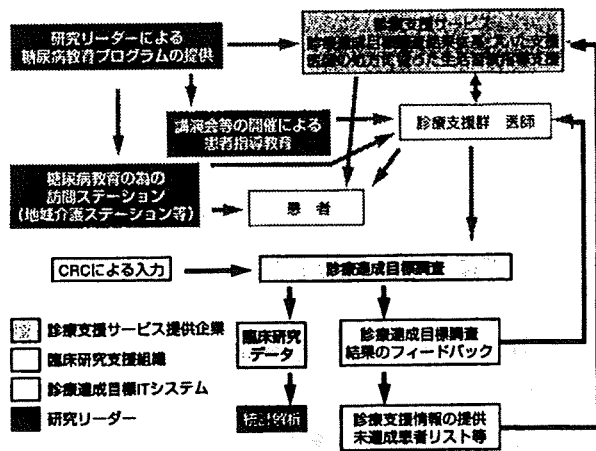 研究リーダーによる
糖尿病教育プログラムの提供
診療支援サービス
講演会等の開催による
患者指導教育
診療支援群 医師
糖尿病教育の為の
訪問ステーション
(地域介護ステーション等)
患 者
CRCによる入力
診療達成目標調査
診療支援サービス提供企業
臨床研究支援組織
診療達成目標ITシステム
研究リーダー
臨床研究
データ
診療達成目標調査
結果のフィードバック
統計解析
診療支援情報の提供
未達成患者リスト等